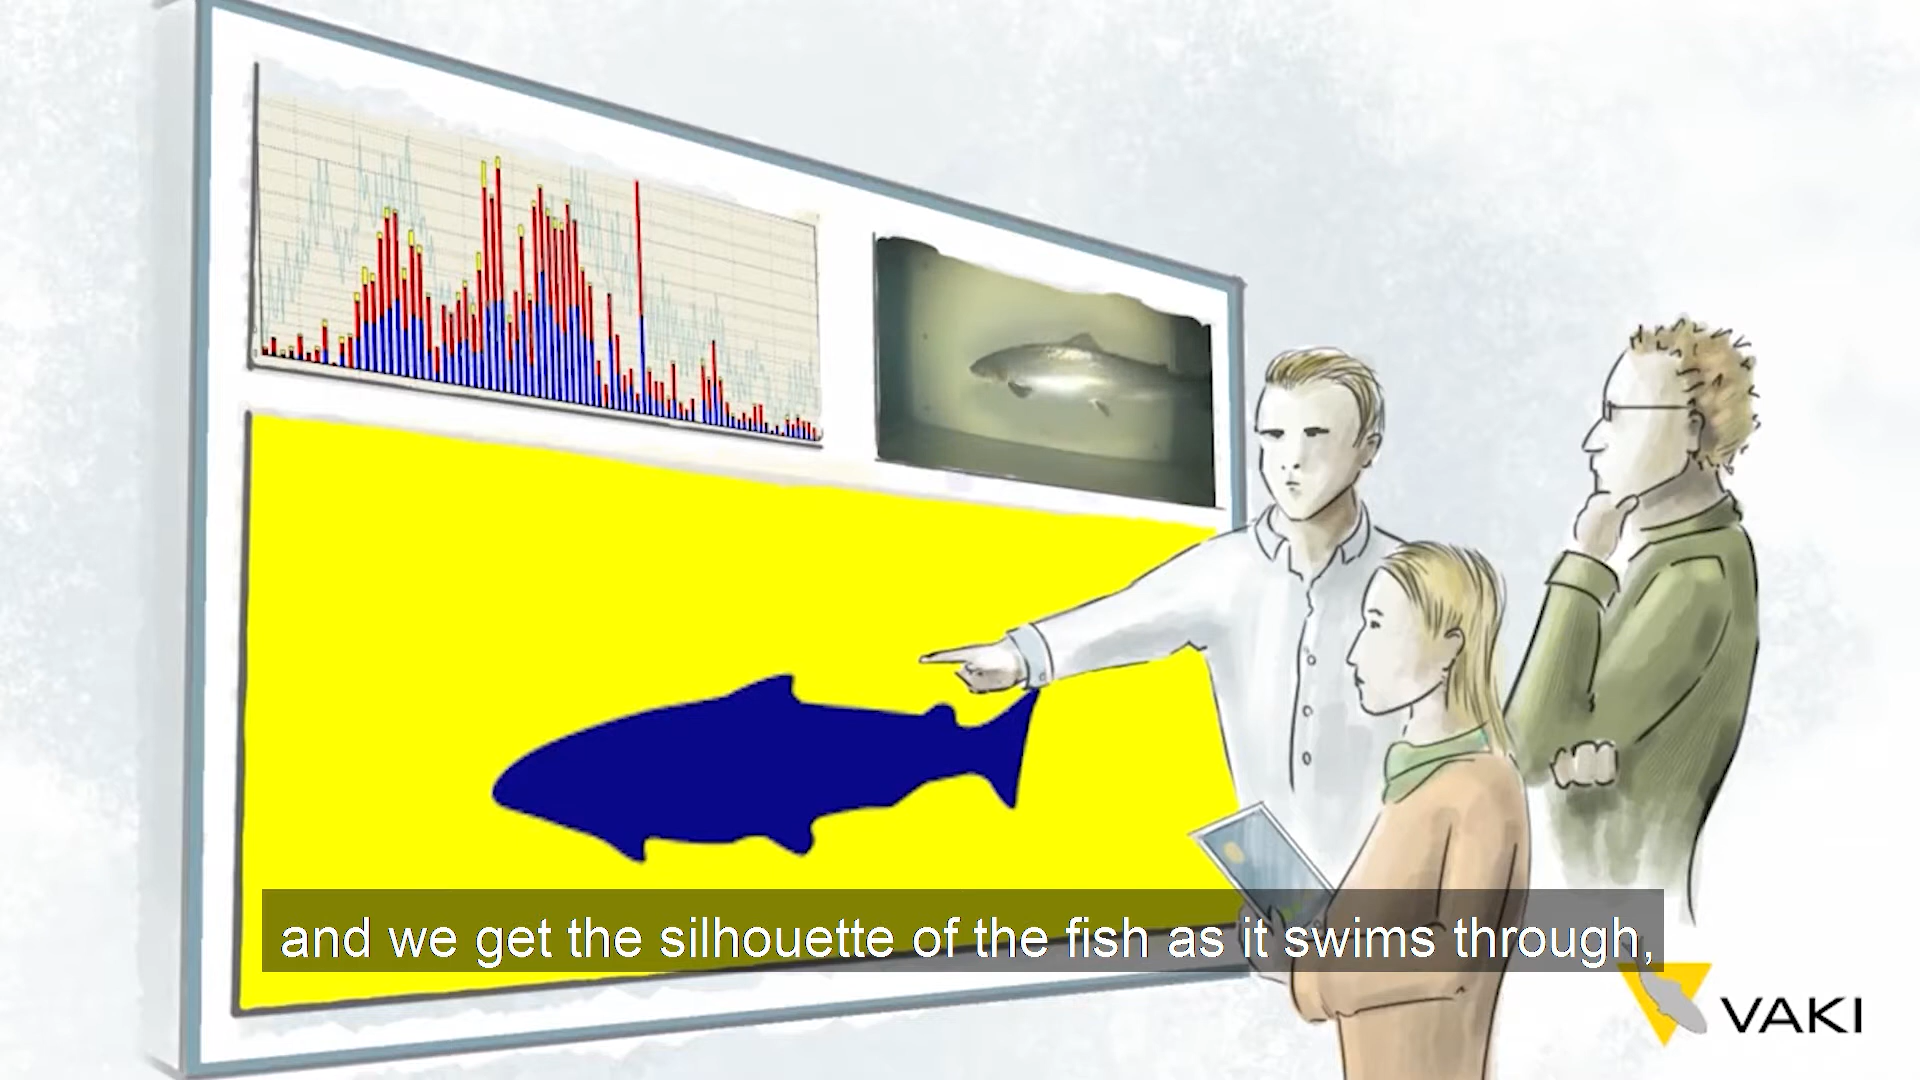 and we get the silhouette of the fish as it swims through,
VAKI